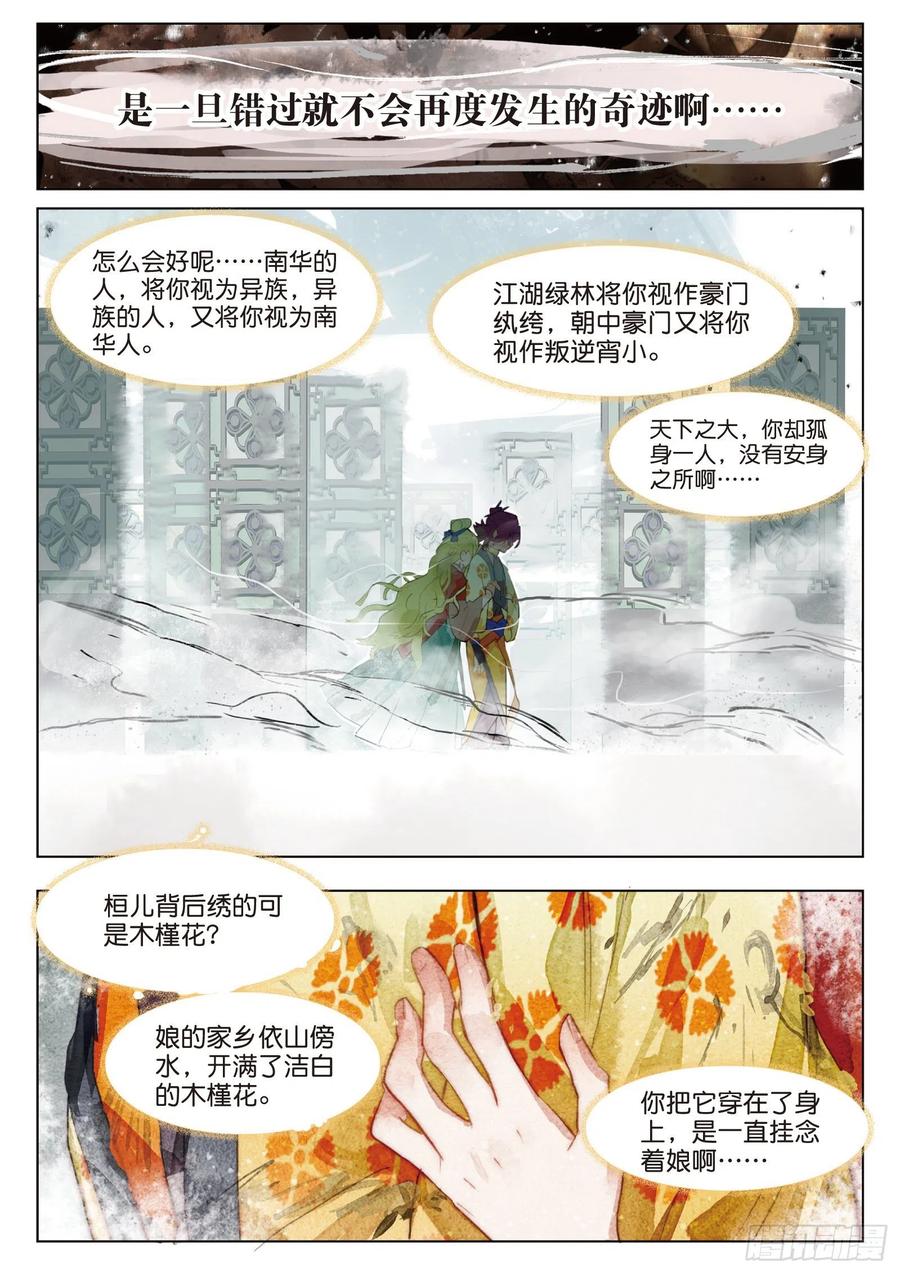 是一旦错过就不会再度发生的奇迹啊……
怎么会好呢……南华的
人，将你视为异族，异
族的人，又将你视为南
华人。
江湖绿林将你视作豪门
纨绔，朝中豪门又将你
视作叛逆宵小。
天下之大，你却孤
身一人，没有安身
之所啊……
桓儿背后绣的可
是木槿花？
娘的家乡依山傍
水，开满了洁白
的木槿花。
你把它穿在了身
上，是一直挂念
着娘啊……
腾讯动漫